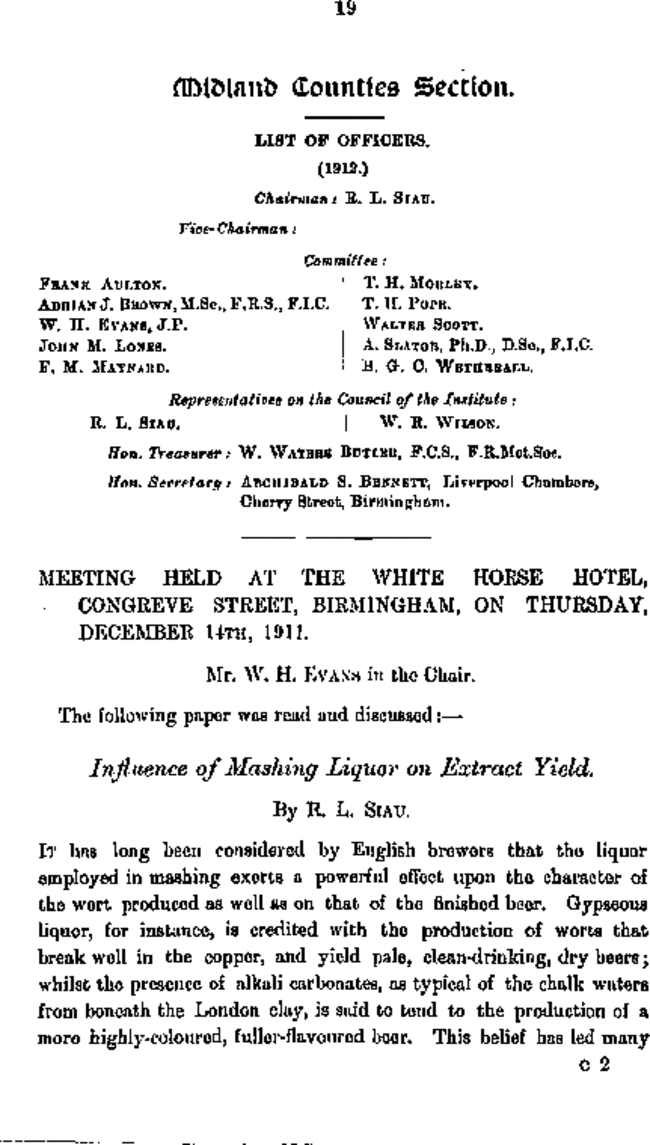 19
Midland Counties Section.
LIST OF OFFICERS.
(1912.)
Chairman: R. L. SIAU.
Vice-Chairman:
Committee:
FRANK AULTON.
ADRIAN J. BROWN, M.Sc., F.R.S., F.I.C.
W. H. EVANS, J.P.
JOHN M. LONES.
F. M. MAYNARD.
T. H. MORLEY.
T. H. POPE.
WALTER SCOTT.
A. SLATOR, Ph.D., D.Sc., F.I.C.
H. G. C. WETHERALL.
Representatives on the Council of the Institute:
R. L. SIAU. | W. R. WILSON.
Hon. Treasurer: W. WATERS BUTLER, F.C.S., F.R.Met.Soc.
Hon. Secretary: ARCHIBALD S. BENNETT, Liverpool Chambers,
Cherry Street, Birmingham.
MEETING HELD AT THE WHITE HORSE HOTEL,
CONGREVE STREET, BIRMINGHAM, ON THURSDAY,
DECEMBER 14TH, 1911.
Mr. W. H. EVANS in the Chair.
The following paper was read and discussed:—
Influence of Mashing Liquor on Extract Yield.
By R. L. SIAU.
IT has long been considered by English brewers that the liquor
employed in mashing exerts a powerful effect upon the character of
the wort produced as well as on that of the finished beer. Gypseous
liquor, for instance, is credited with the production of worts that
break well in the copper, and yield pale, clean-drinking, dry beers;
whilst the presence of alkali carbonates, as typical of the chalk waters
from beneath the London clay, is said to tend to the production of a
more highly-coloured, fuller-flavoured beer. This belief has led many
C 2